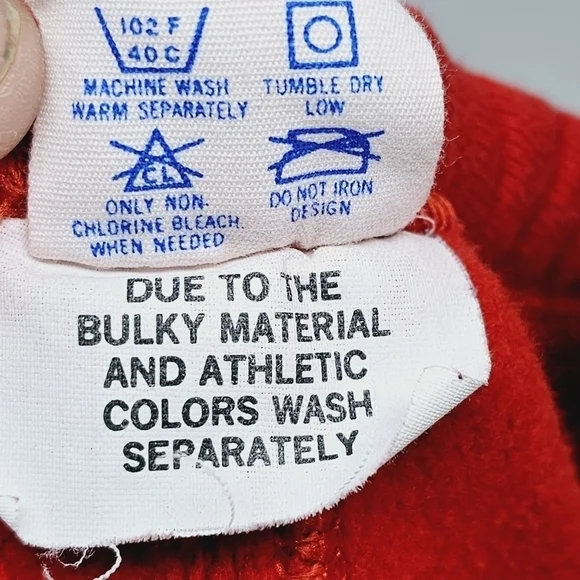 102 F
40 C
MACHINE WASH
WARM SEPARATELY
TUMBLE DRY
LOW
CL
ONLY NON-
CHLORINE BLEACH
WHEN NEEDED
DO NOT IRON
DESIGN
DUE TO THE
BULKY MATERIAL
AND ATHLETIC
COLORS WASH
SEPARATELY